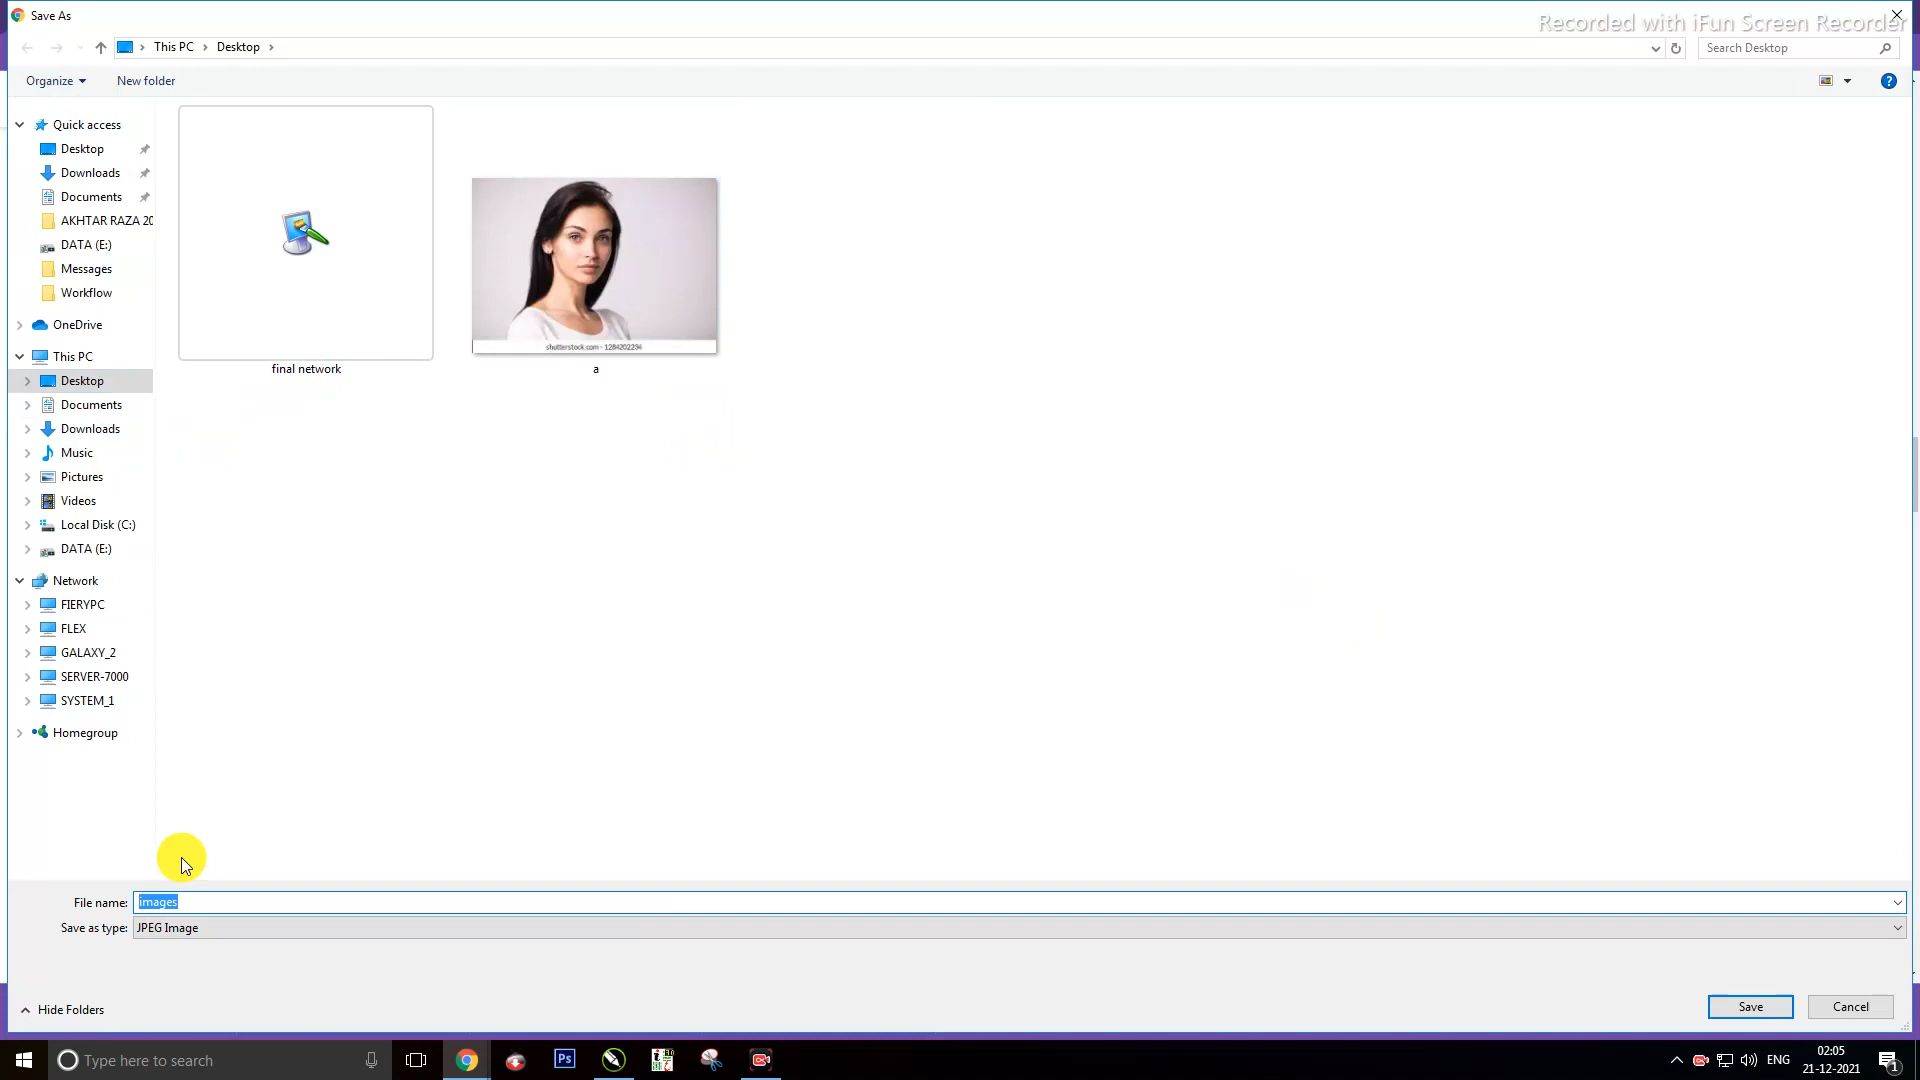 Save As
Recorded with iFun Screen Recorder
This PC
Desktop
Search Desktop
Organize
New folder
Quick access
Desktop
Downloads
Documents
AKHTAR RAZA 20
DATA (E:)
Messages
Workflow
OneDrive
This PC
Desktop
Documents
Downloads
Music
Pictures
Videos
Local Disk (C:)
DATA (E:)
Network
FIERYPC
FLEX
GALAXY_2
SERVER-7000
SYSTEM_1
Homegroup
shutterstock.com · 1284202234
final network
a
File name:
images
Save as type:
JPEG Image
Hide Folders
Save
Cancel
Type here to search
Ps
ENG
02:05
21-12-2021
1